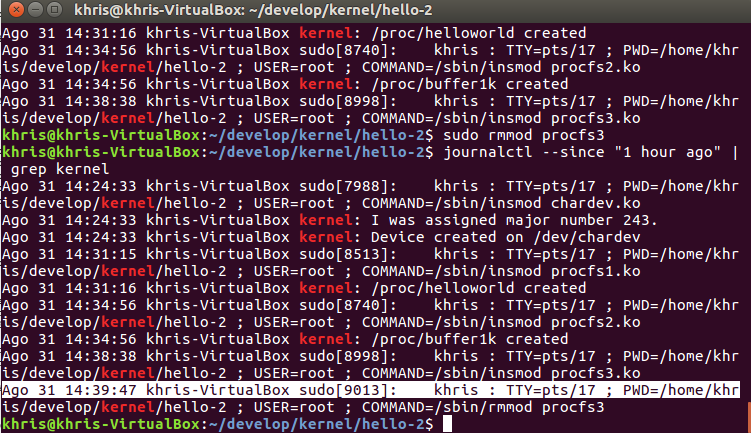 khris@khris-VirtualBox: ~/develop/kernel/hello-2
Ago 31 14:31:16 khris-VirtualBox kernel: /proc/helloworld created
Ago 31 14:34:56 khris-VirtualBox sudo[8740]:    khris : TTY=pts/17 ; PWD=/home/khr
is/develop/kernel/hello-2 ; USER=root ; COMMAND=/sbin/insmod procfs2.ko
Ago 31 14:34:56 khris-VirtualBox kernel: /proc/buffer1k created
Ago 31 14:38:38 khris-VirtualBox sudo[8998]:    khris : TTY=pts/17 ; PWD=/home/khr
is/develop/kernel/hello-2 ; USER=root ; COMMAND=/sbin/insmod procfs3.ko
khris@khris-VirtualBox:~/develop/kernel/hello-2$ sudo rmmod procfs3
khris@khris-VirtualBox:~/develop/kernel/hello-2$ journalctl --since "1 hour ago" |
 grep kernel
Ago 31 14:24:33 khris-VirtualBox sudo[7988]:    khris : TTY=pts/17 ; PWD=/home/khr
is/develop/kernel/hello-2 ; USER=root ; COMMAND=/sbin/insmod chardev.ko
Ago 31 14:24:33 khris-VirtualBox kernel: I was assigned major number 243.
Ago 31 14:24:33 khris-VirtualBox kernel: Device created on /dev/chardev
Ago 31 14:31:15 khris-VirtualBox sudo[8513]:    khris : TTY=pts/17 ; PWD=/home/khr
is/develop/kernel/hello-2 ; USER=root ; COMMAND=/sbin/insmod procfs1.ko
Ago 31 14:31:16 khris-VirtualBox kernel: /proc/helloworld created
Ago 31 14:34:56 khris-VirtualBox sudo[8740]:    khris : TTY=pts/17 ; PWD=/home/khr
is/develop/kernel/hello-2 ; USER=root ; COMMAND=/sbin/insmod procfs2.ko
Ago 31 14:34:56 khris-VirtualBox kernel: /proc/buffer1k created
Ago 31 14:38:38 khris-VirtualBox sudo[8998]:    khris : TTY=pts/17 ; PWD=/home/khr
is/develop/kernel/hello-2 ; USER=root ; COMMAND=/sbin/insmod procfs3.ko
Ago 31 14:39:47 khris-VirtualBox sudo[9013]:    khris : TTY=pts/17 ; PWD=/home/khr
is/develop/kernel/hello-2 ; USER=root ; COMMAND=/sbin/rmmod procfs3
khris@khris-VirtualBox:~/develop/kernel/hello-2$